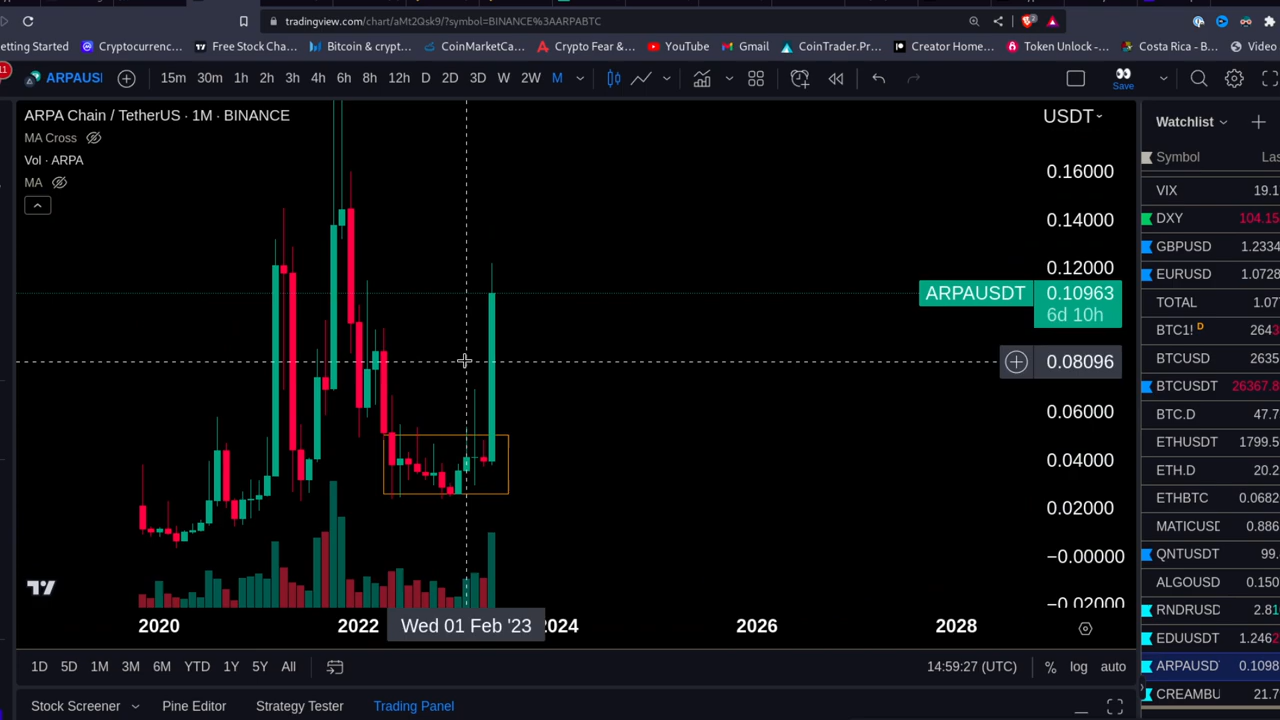 tradingview.com/chart/aMt2Qsk9/?symbol=BINANCE%3AARPABTC
etting Started Cryptocurrenc... Free Stock Cha... Bitcoin & crypt... CoinMarketCa... Crypto Fear &... YouTube Gmail CoinTrader.Pr... Creator Home... Token Unlock -... Costa Rica - B... Video
11
ARPAUSI 15m 30m 1h 2h 3h 4h 6h 8h 12h D 2D 3D W 2W M Save
ARPA Chain / TetherUS · 1M · BINANCE
USDT
MA Cross
Vol · ARPA
MA
0.16000
0.14000
0.12000
ARPAUSDT 0.10963
6d 10h
0.08096
0.06000
0.04000
0.02000
−0.00000
−0.02000
2020 2022 Wed 01 Feb '23 2024 2026 2028
Watchlist
Symbol Las
VIX 19.1
DXY 104.15
GBPUSD 1.2334
EURUSD 1.0728
TOTAL 1.07
BTC1! D 264
BTCUSD 2635
BTCUSDT 26367.8
BTC.D 47.7
ETHUSDT 1799.5
ETH.D 20.2
ETHBTC 0.0682
MATICUSD 0.886
QNTUSDT 99.
ALGOUSD 0.150
RNDRUSD 2.81
EDUUSDT 1.246
ARPAUSD 0.1098
CREAMBU 21.7
1D 5D 1M 3M 6M YTD 1Y 5Y All 14:59:27 (UTC) % log auto
Stock Screener Pine Editor Strategy Tester Trading Panel